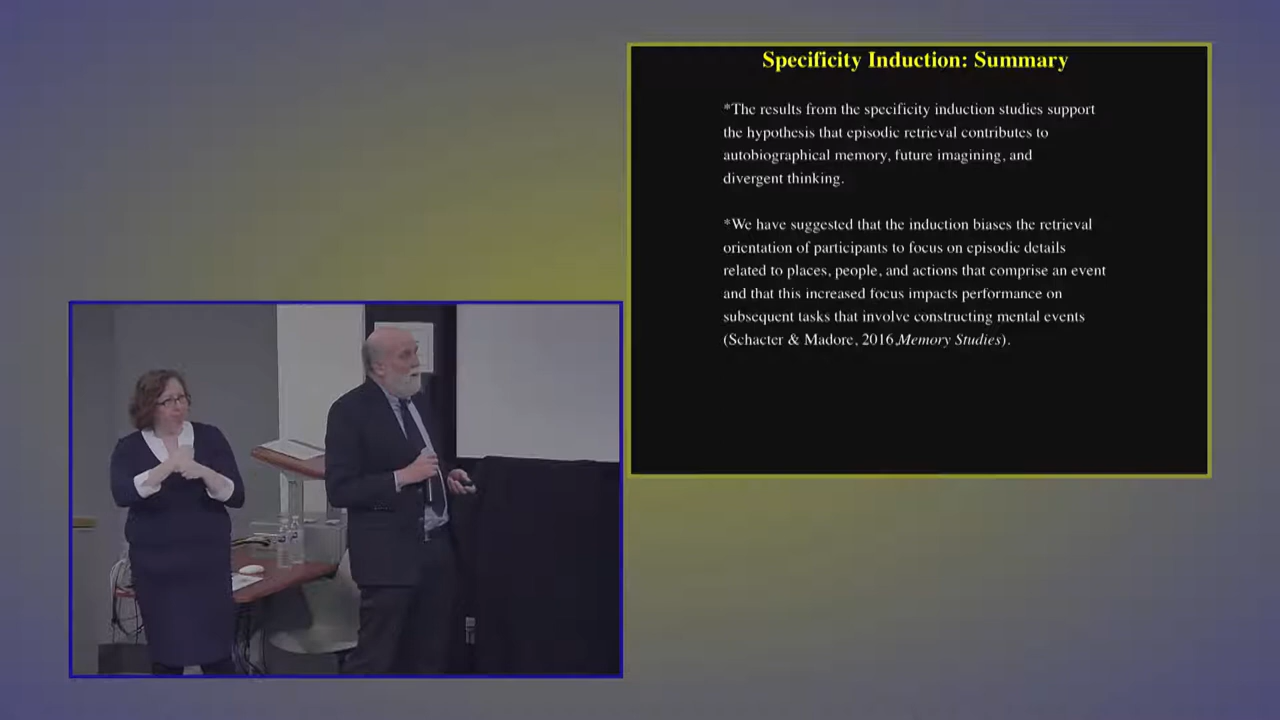 Specificity Induction: Summary
*The results from the specificity induction studies support
the hypothesis that episodic retrieval contributes to
autobiographical memory, future imagining, and
divergent thinking.
*We have suggested that the induction biases the retrieval
orientation of participants to focus on episodic details
related to places, people, and actions that comprise an event
and that this increased focus impacts performance on
subsequent tasks that involve constructing mental events
(Schacter & Madore, 2016,Memory Studies).